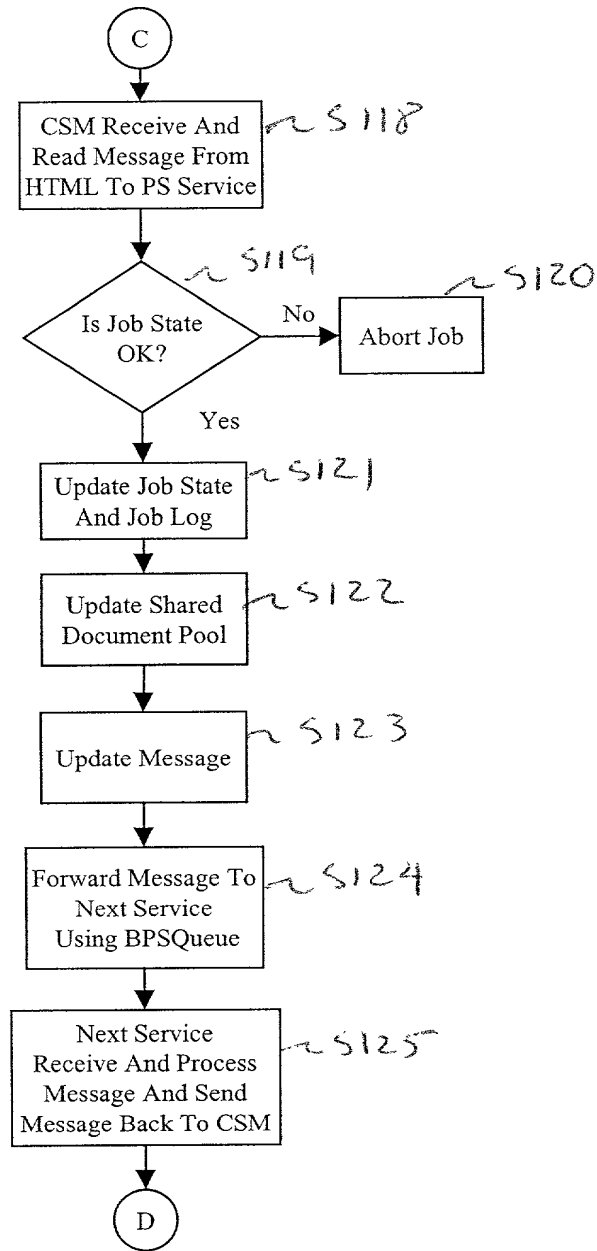 C
CSM Receive And
Read Message From
HTML To PS Service
S118
S119
Is Job State
OK?
No
S120
Abort Job
Yes
S121
Update Job State
And Job Log
S122
Update Shared
Document Pool
S123
Update Message
S124
Forward Message To
Next Service
Using BPSQueue
S125
Next Service
Receive And Process
Message And Send
Message Back To CSM
D